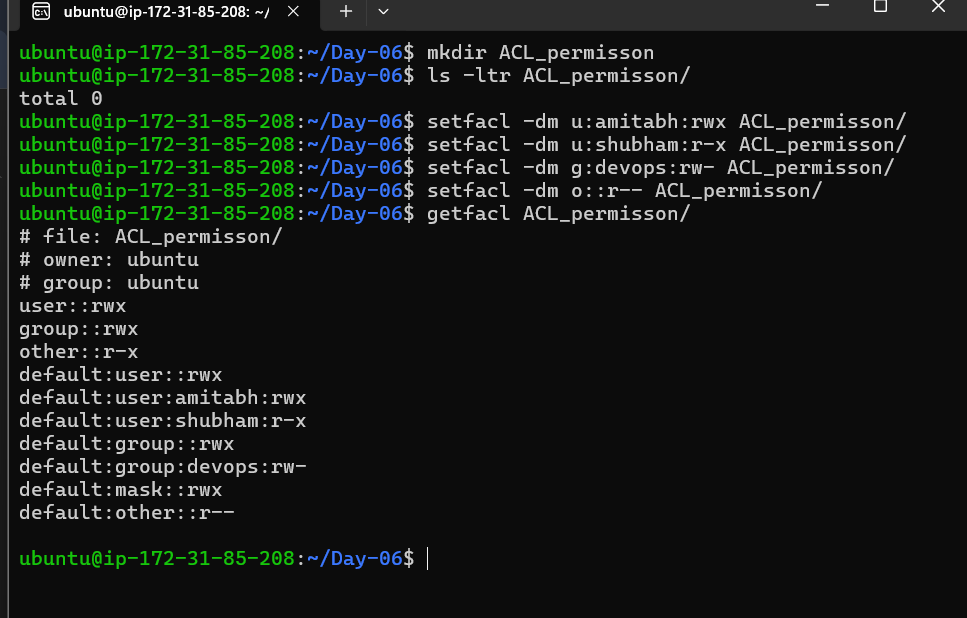 ubuntu@ip-172-31-85-208: ~/
ubuntu@ip-172-31-85-208:~/Day-06$ mkdir ACL_permisson
ubuntu@ip-172-31-85-208:~/Day-06$ ls -ltr ACL_permisson/
total 0
ubuntu@ip-172-31-85-208:~/Day-06$ setfacl -dm u:amitabh:rwx ACL_permisson/
ubuntu@ip-172-31-85-208:~/Day-06$ setfacl -dm u:shubham:r-x ACL_permisson/
ubuntu@ip-172-31-85-208:~/Day-06$ setfacl -dm g:devops:rw- ACL_permisson/
ubuntu@ip-172-31-85-208:~/Day-06$ setfacl -dm o::r-- ACL_permisson/
ubuntu@ip-172-31-85-208:~/Day-06$ getfacl ACL_permisson/
# file: ACL_permisson/
# owner: ubuntu
# group: ubuntu
user::rwx
group::rwx
other::r-x
default:user::rwx
default:user:amitabh:rwx
default:user:shubham:r-x
default:group::rwx
default:group:devops:rw-
default:mask::rwx
default:other::r--
ubuntu@ip-172-31-85-208:~/Day-06$